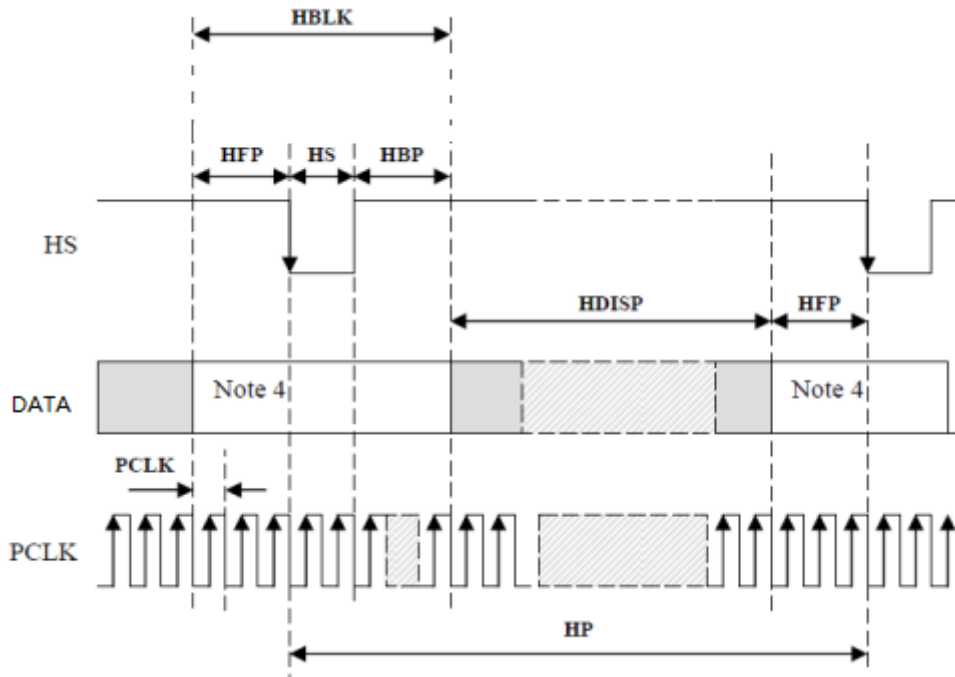 HBLK
HFP HS HBP
HS
HDISP HFP
DATA Note 4 Note 4
PCLK
PCLK
HP